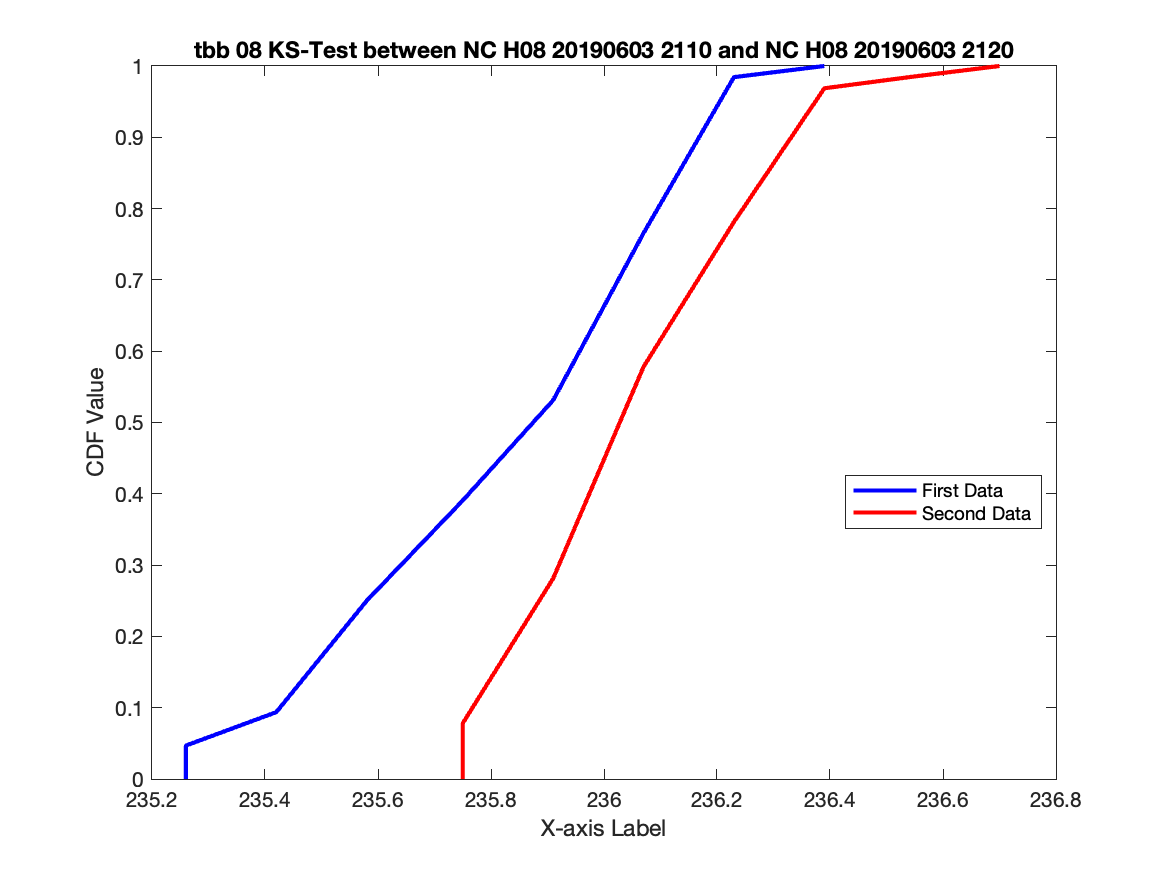 tbb 08 KS-Test between NC H08 20190603 2110 and NC H08 20190603 2120
1
0.9
0.8
0.7
0.6
0.5
0.4
0.3
0.2
0.1
0
CDF Value
First Data
Second Data
235.2 235.4 235.6 235.8 236 236.2 236.4 236.6 236.8
X-axis Label